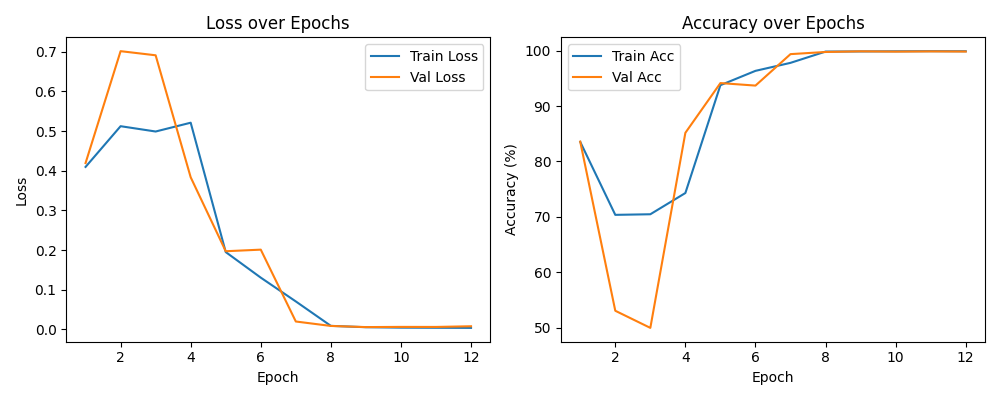 Loss over Epochs
Train Loss
Val Loss
0.7
0.6
0.5
0.4
0.3
0.2
0.1
0.0
Loss
2 4 6 8 10 12
Epoch
Accuracy over Epochs
Train Acc
Val Acc
100
90
80
70
60
50
Accuracy (%)
2 4 6 8 10 12
Epoch